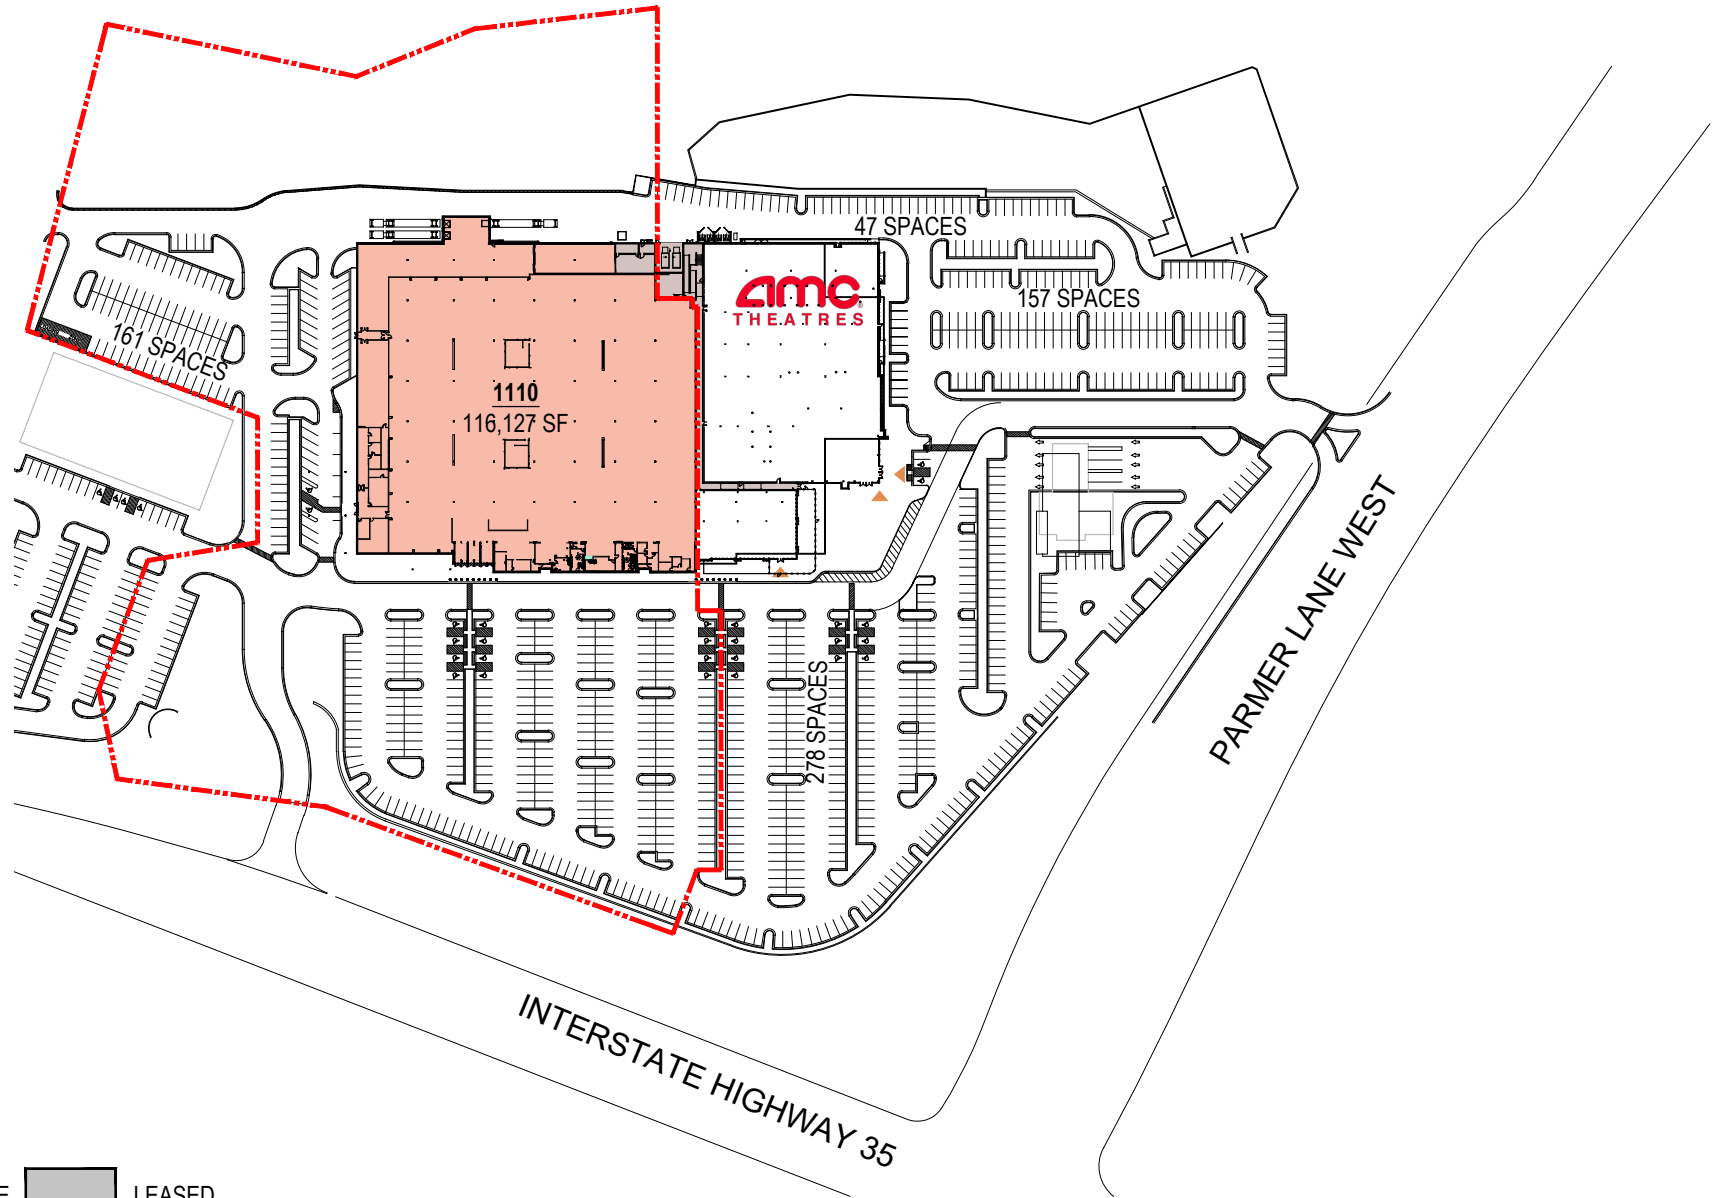 47 SPACES
amc
THEATRES
157 SPACES
161 SPACES
1110
116,127 SF
278 SPACES
PARMER LANE WEST
INTERSTATE HIGHWAY 35
LEASED